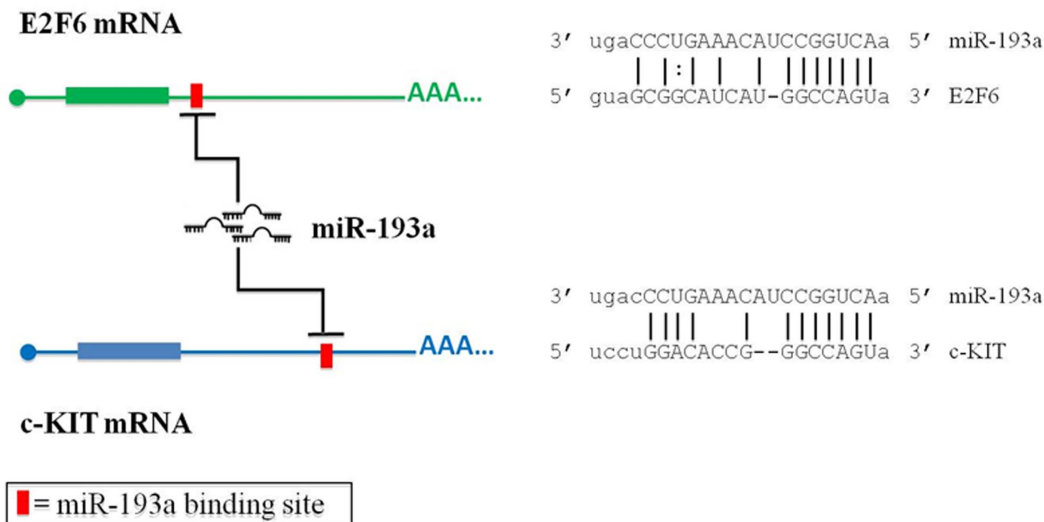 E2F6 mRNA
AAA...
miR-193a
AAA...
c-KIT mRNA
= miR-193a binding site
3' ugaCCCUGAAACAUCCGGUCAa 5' miR-193a
| |:| | | |||||||
5' guaGCGGCAUCAU-GGCCAGUa 3' E2F6
3' ugacCCUGAAACAUCCGGUCAa 5' miR-193a
|||| | |||||||
5' uccuGGACACCG--GGCCAGUa 3' c-KIT